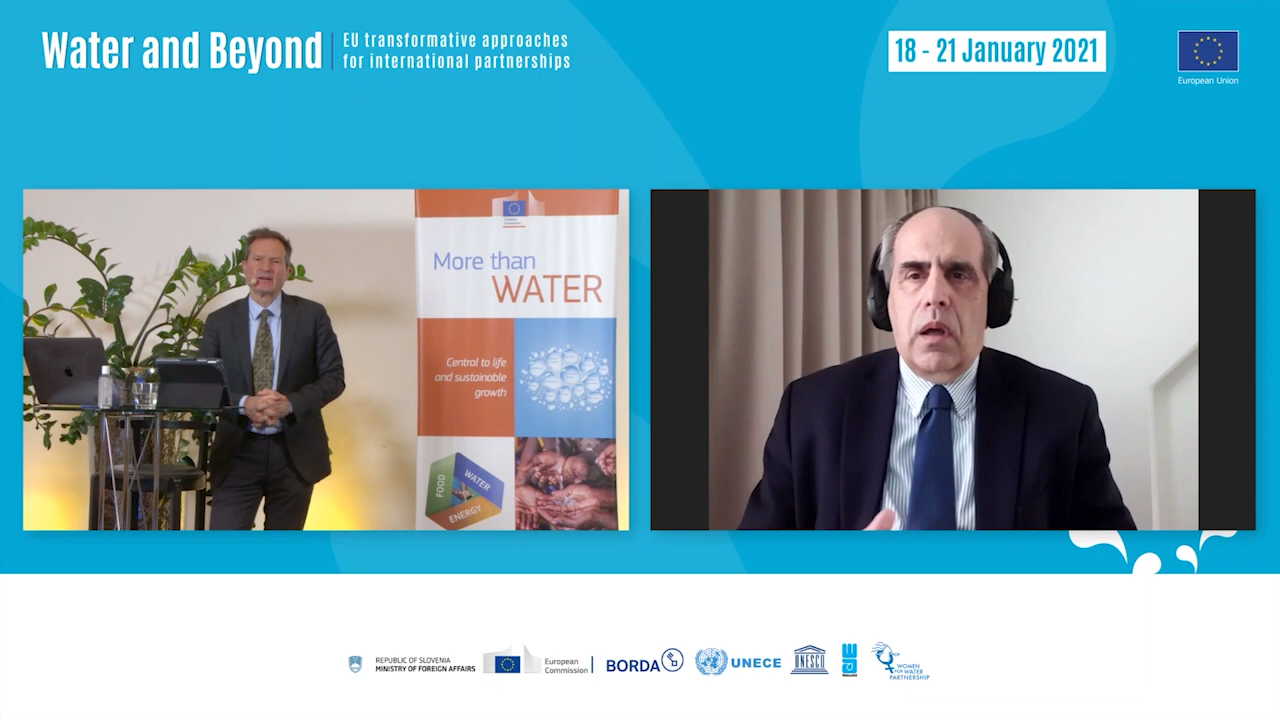 Water and Beyond
EU transformative approaches
for international partnerships
18 - 21 January 2021
European Union
More than
WATER
Central to life
and sustainable
growth
FOOD
WATER
ENERGY
REPUBLIC OF SLOVENIA
MINISTRY OF FOREIGN AFFAIRS
European
Commission
BORDA
UNECE
UNESCO
WOMEN
FOR WATER
PARTNERSHIP